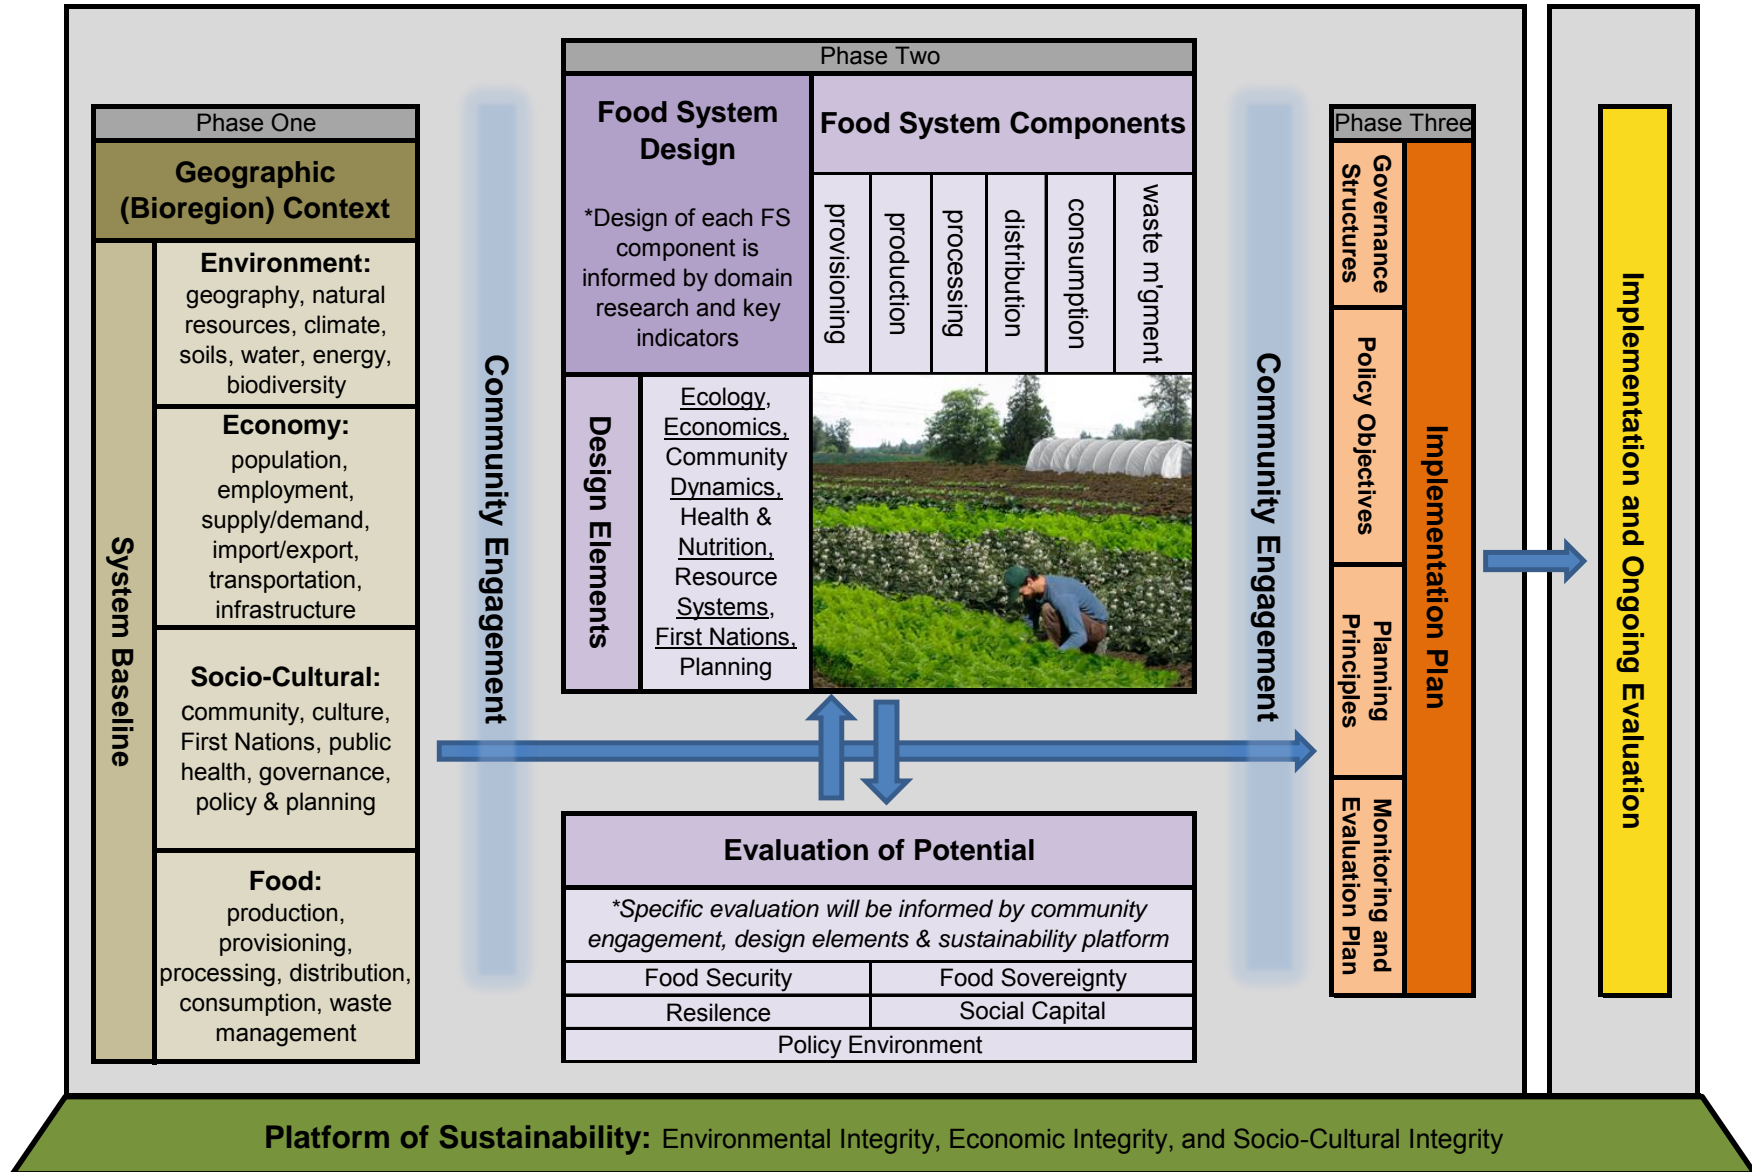 Phase One
Geographic
(Bioregion) Context
System Baseline
Environment:
geography, natural
resources, climate,
soils, water, energy,
biodiversity
Economy:
population,
employment,
supply/demand,
import/export,
transportation,
infrastructure
Socio-Cultural:
community, culture,
First Nations, public
health, governance,
policy & planning
Food:
production,
provisioning,
processing, distribution,
consumption, waste
management
Community Engagement
Phase Two
Food System
Design
*Design of each FS
component is
informed by domain
research and key
indicators
Food System Components
provisioning
production
processing
distribution
consumption
waste m'gment
Design Elements
Ecology,
Economics,
Community
Dynamics,
Health &
Nutrition,
Resource
Systems,
First Nations,
Planning
Evaluation of Potential
*Specific evaluation will be informed by community
engagement, design elements & sustainability platform
Food Security
Food Sovereignty
Resilence
Social Capital
Policy Environment
Community Engagement
Phase Three
Governance
Structures
Policy Objectives
Planning
Principles
Monitoring and
Evaluation Plan
Implementation Plan
Implementation and Ongoing Evaluation
Platform of Sustainability: Environmental Integrity, Economic Integrity, and Socio-Cultural Integrity